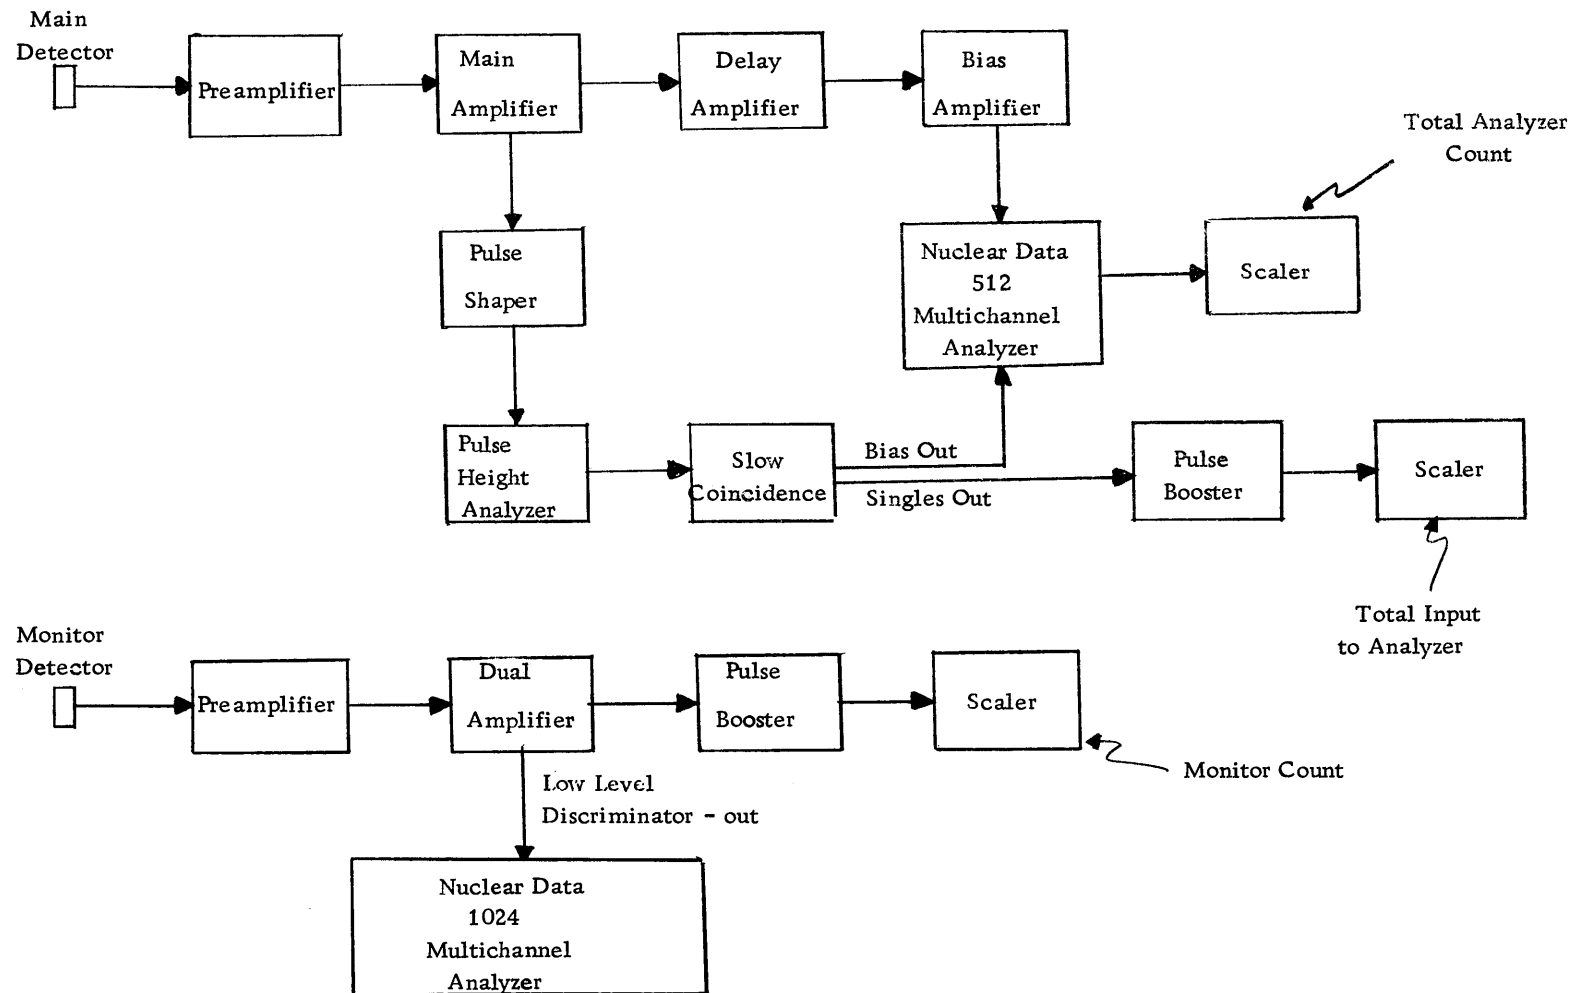 Main
Detector
Preamplifier
Main
Amplifier
Delay
Amplifier
Bias
Amplifier
Total Analyzer
Count
Pulse
Shaper
Nuclear Data
512
Multichannel
Analyzer
Scaler
Pulse
Height
Analyzer
Slow
Coincidence
Bias Out
Singles Out
Pulse
Booster
Scaler
Total Input
to Analyzer
Monitor
Detector
Preamplifier
Dual
Amplifier
Pulse
Booster
Scaler
Monitor Count
Low Level
Discriminator - out
Nuclear Data
1024
Multichannel
Analyzer